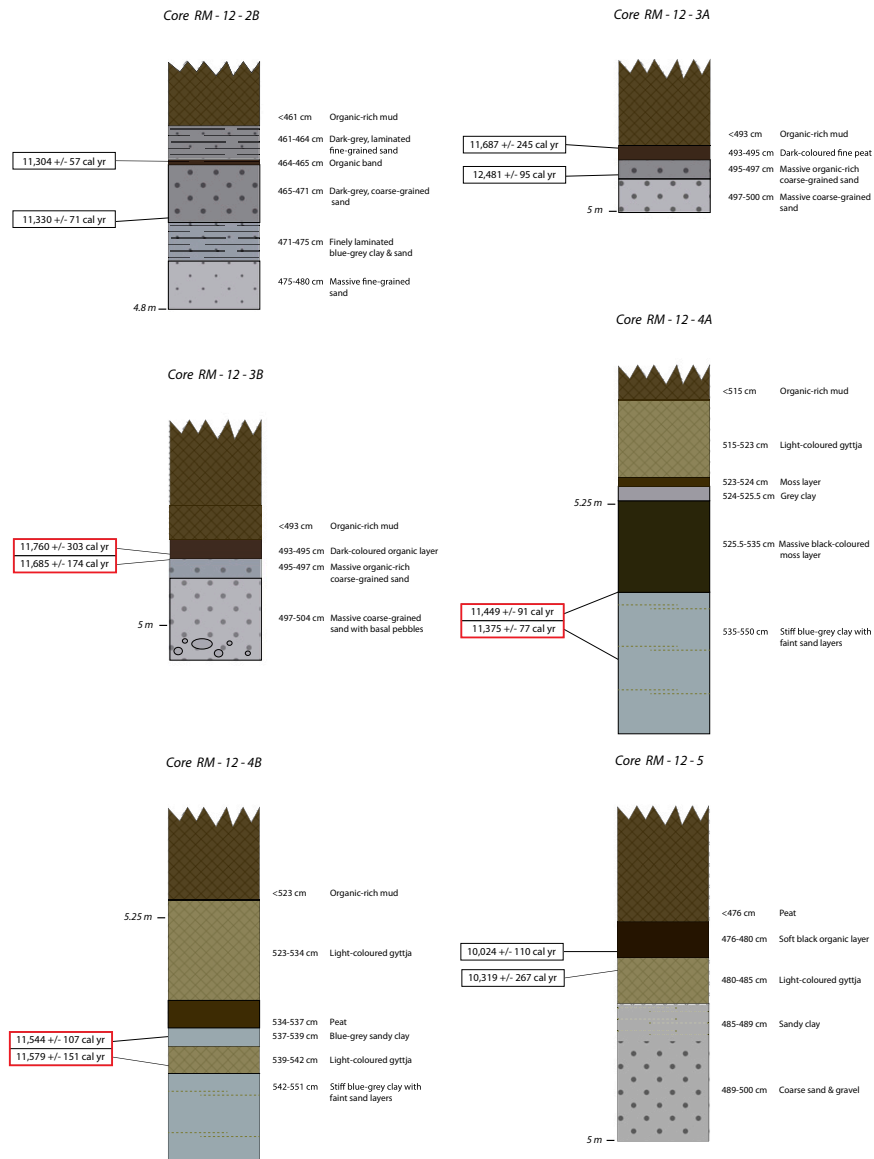 Core RM - 12 - 2B
<461 cm Organic-rich mud
461-464 cm Dark-grey, laminated
fine-grained sand
11,304 +/- 57 cal yr
464-465 cm Organic band
465-471 cm Dark-grey, coarse-grained
sand
11,330 +/- 71 cal yr
471-475 cm Finely laminated
blue-grey clay & sand
475-480 cm Massive fine-grained
sand
4.8 m
Core RM - 12 - 3A
<493 cm Organic-rich mud
11,687 +/- 245 cal yr
493-495 cm Dark-coloured fine peat
12,481 +/- 95 cal yr
495-497 cm Massive organic-rich
coarse-grained sand
497-500 cm Massive coarse-grained
sand
5 m
Core RM - 12 - 3B
<493 cm Organic-rich mud
11,760 +/- 303 cal yr
11,685 +/- 174 cal yr
493-495 cm Dark-coloured organic layer
495-497 cm Massive organic-rich
coarse-grained sand
497-504 cm Massive coarse-grained
sand with basal pebbles
5 m
Core RM - 12 - 4A
<515 cm Organic-rich mud
515-523 cm Light-coloured gyttja
523-524 cm Moss layer
524-525.5 cm Grey clay
5.25 m
525.5-535 cm Massive black-coloured
moss layer
11,449 +/- 91 cal yr
11,375 +/- 77 cal yr
535-550 cm Stiff blue-grey clay with
faint sand layers
Core RM - 12 - 4B
<523 cm Organic-rich mud
5.25 m
523-534 cm Light-coloured gyttja
534-537 cm Peat
537-539 cm Blue-grey sandy clay
11,544 +/- 107 cal yr
11,579 +/- 151 cal yr
539-542 cm Light-coloured gyttja
542-551 cm Stiff blue-grey clay with
faint sand layers
Core RM - 12 - 5
<476 cm Peat
476-480 cm Soft black organic layer
10,024 +/- 110 cal yr
10,319 +/- 267 cal yr
480-485 cm Light-coloured gyttja
485-489 cm Sandy clay
489-500 cm Coarse sand & gravel
5 m